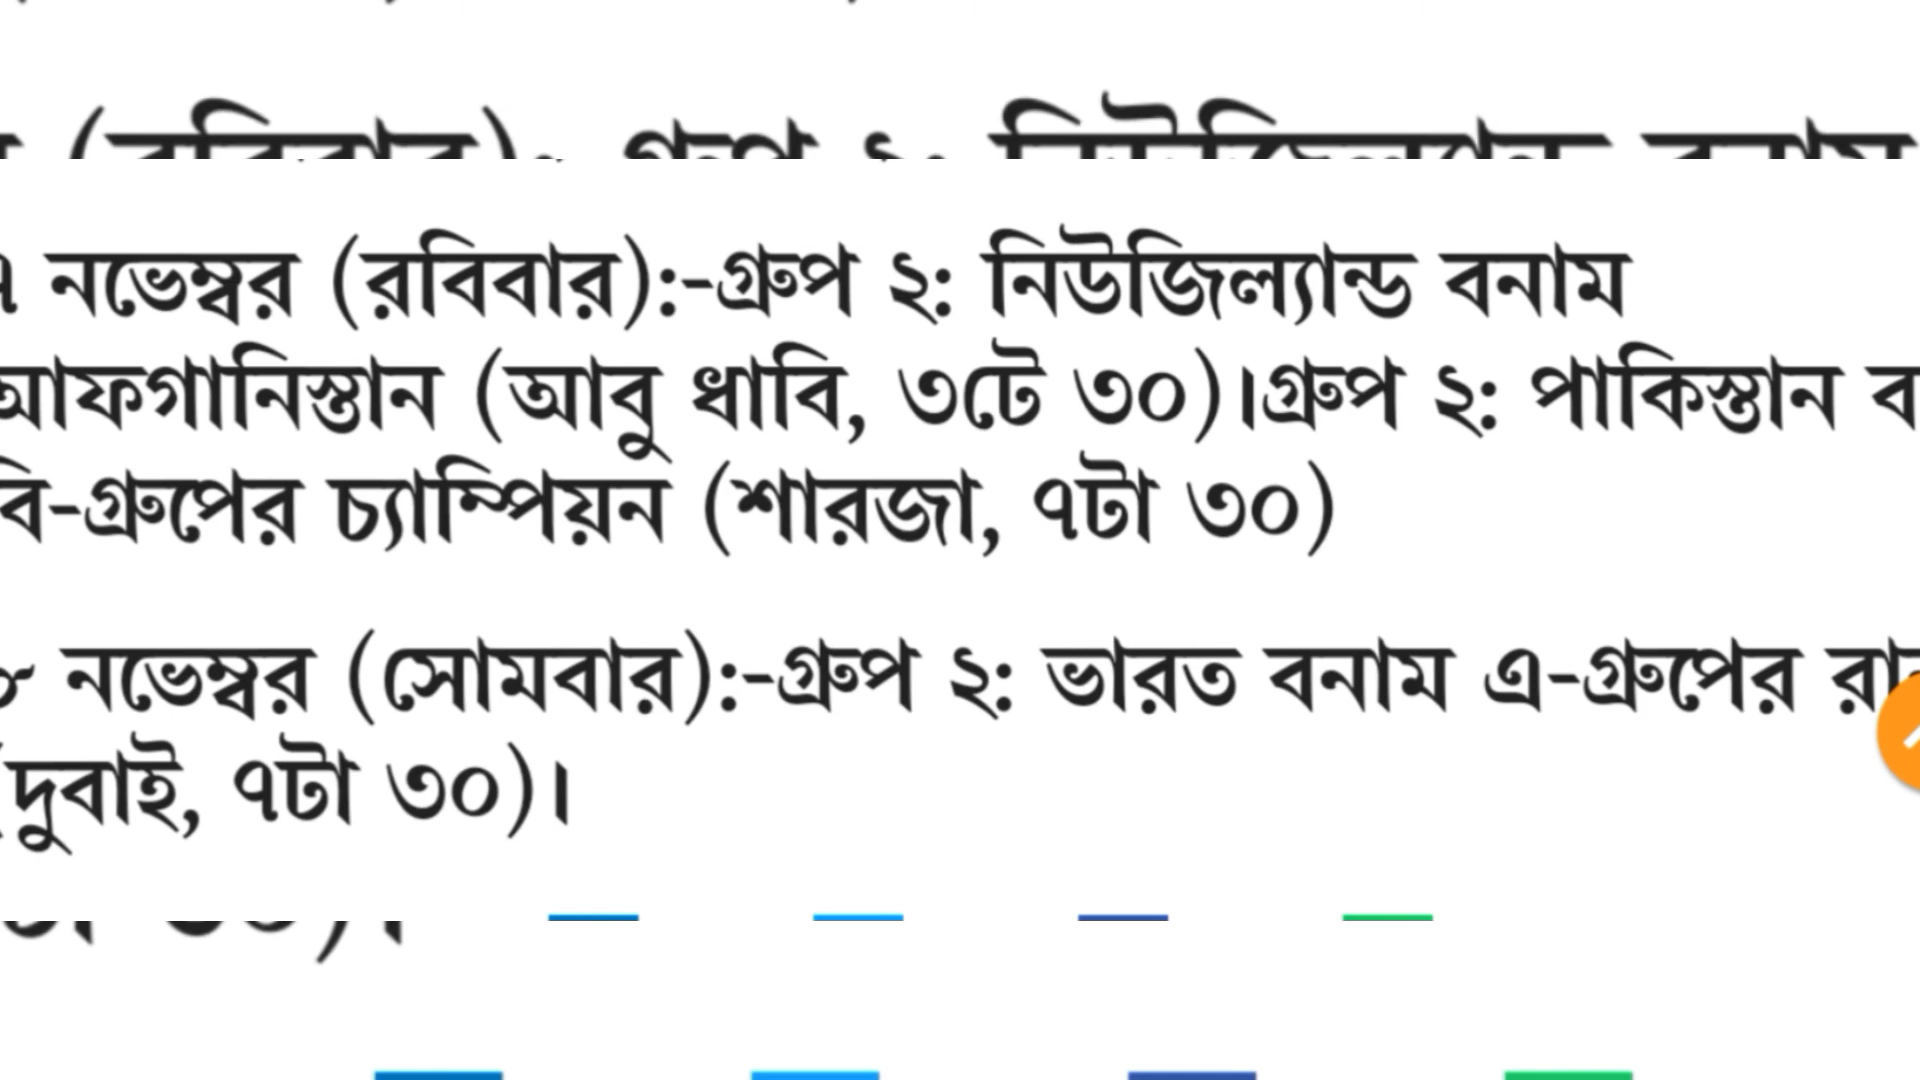 নভেম্বর (রবিবার):-গ্রুপ ২: নিউজিল্যান্ড বনাম
আফগানিস্তান (আবু ধাবি, ৩টে ৩০)।গ্রুপ ২: পাকিস্তান ব
বি-গ্রুপের চ্যাম্পিয়ন (শারজা, ৭টা ৩০)
৮ নভেম্বর (সোমবার):-গ্রুপ ২: ভারত বনাম এ-গ্রুপের
(দুবাই, ৭টা ৩০)।